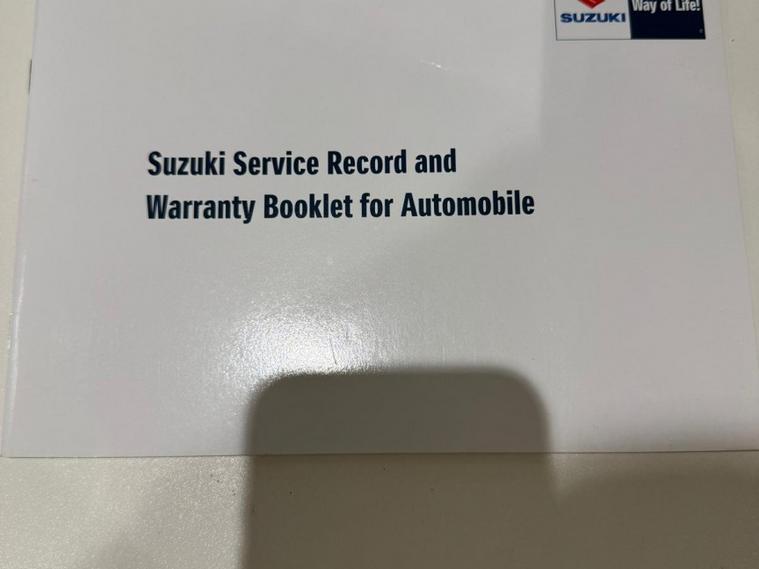 Way of Life!
SUZUKI
Suzuki Service Record and
Warranty Booklet for Automobile